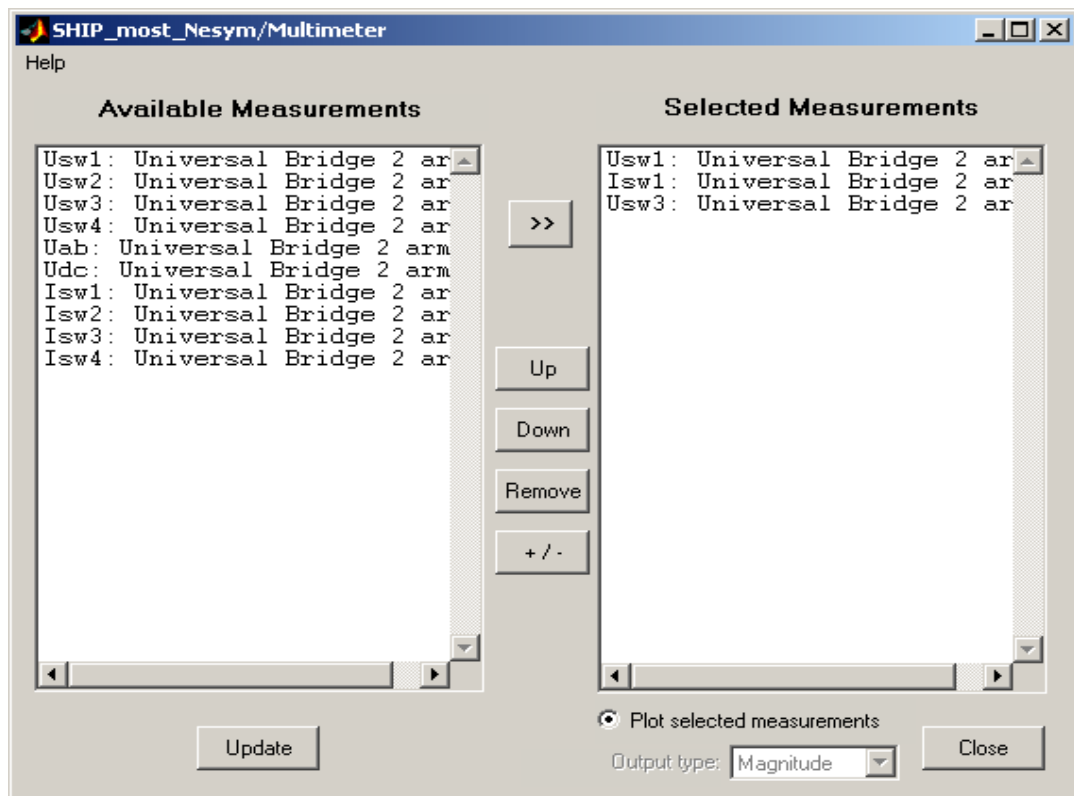 SHIP_most_Nesym/Multimeter
Help
Available Measurements
Usw1: Universal Bridge 2 ar
Usw2: Universal Bridge 2 ar
Usw3: Universal Bridge 2 ar
Usw4: Universal Bridge 2 ar
Uab: Universal Bridge 2 arm
Udc: Universal Bridge 2 arm
Isw1: Universal Bridge 2 ar
Isw2: Universal Bridge 2 ar
Isw3: Universal Bridge 2 ar
Isw4: Universal Bridge 2 ar
Update
>>
Up
Down
Remove
+ / -
Selected Measurements
Usw1: Universal Bridge 2 ar
Isw1: Universal Bridge 2 ar
Usw3: Universal Bridge 2 ar
Plot selected measurements
Output type: Magnitude
Close